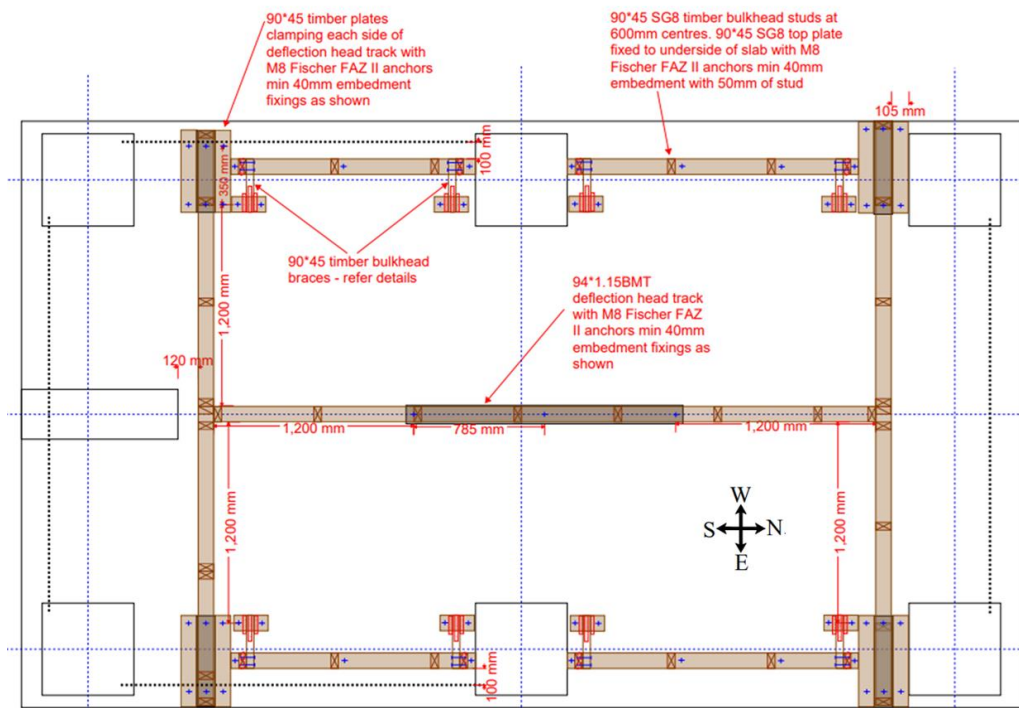 90*45 timber plates
clamping each side of
deflection head track with
M8 Fischer FAZ II anchors
min 40mm embedment
fixings as shown
90*45 SG8 timber bulkhead studs at
600mm centres. 90*45 SG8 top plate
fixed to underside of slab with M8
Fischer FAZ II anchors min 40mm
embedment with 50mm of stud
105 mm
100 mm
350 mm
90*45 timber bulkhead
braces - refer details
94*1.15BMT
deflection head track
with M8 Fischer FAZ
II anchors min 40mm
embedment fixings as
shown
1,200 mm
120 mm
1,200 mm
785 mm
1,200 mm
1,200 mm
1,200 mm
W
S
N
E
100 mm